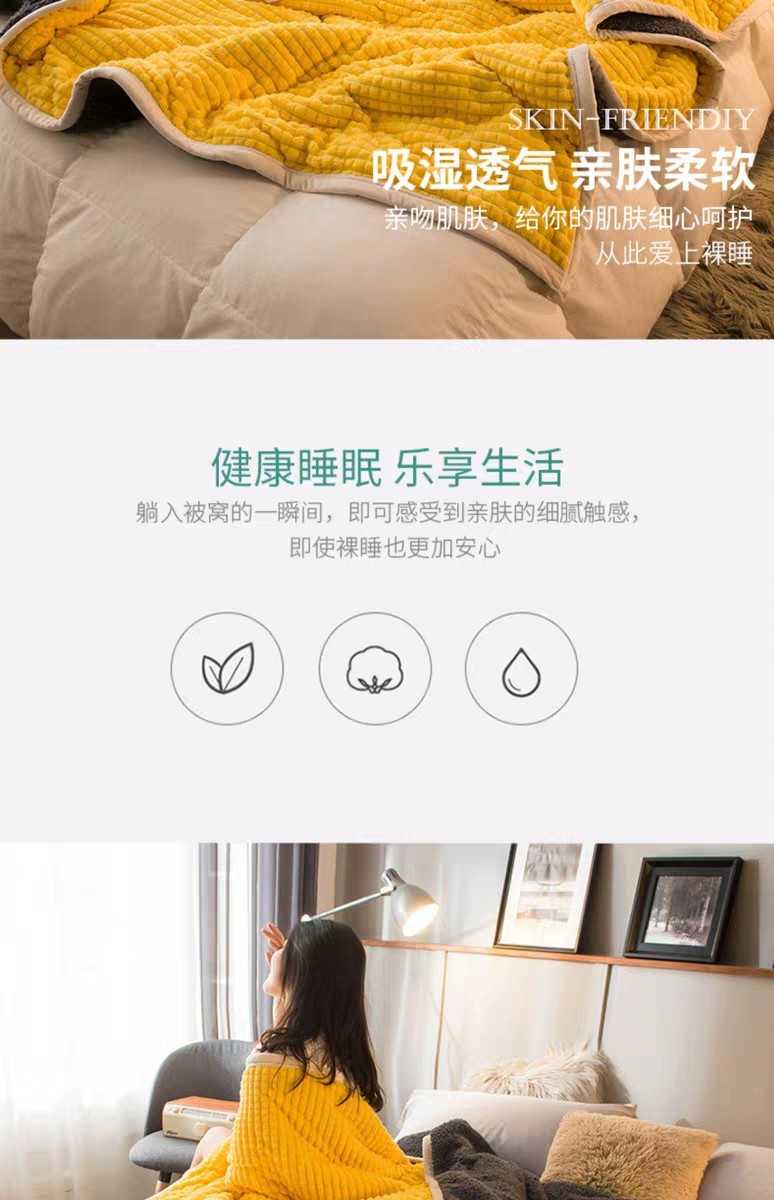 SKIN-FRIENDIY
吸湿透气 亲肤柔软
亲吻肌肤，给你的肌肤细心呵护
从此爱上裸睡
健康睡眠 乐享生活
躺入被窝的一瞬间，即可感受到亲肤的细腻触感，
即使裸睡也更加安心